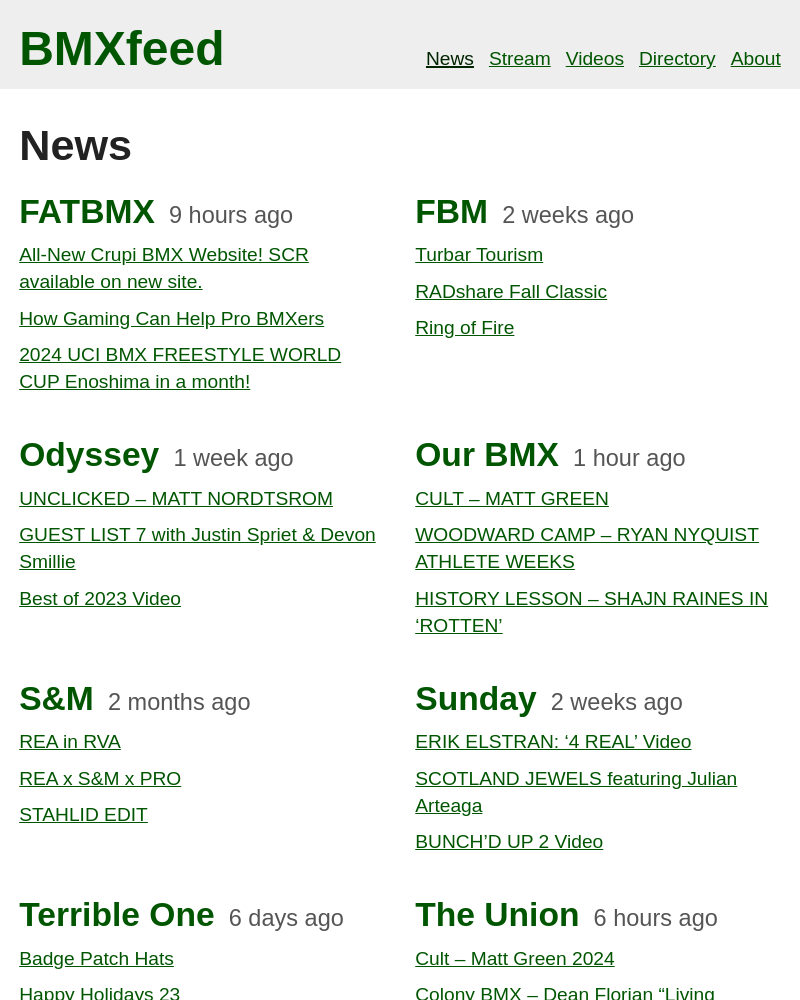 BMXfeed
News Stream Videos Directory About
News
FATBMX 9 hours ago
All-New Crupi BMX Website! SCR
available on new site.
How Gaming Can Help Pro BMXers
2024 UCI BMX FREESTYLE WORLD
CUP Enoshima in a month!
FBM 2 weeks ago
Turbar Tourism
RADshare Fall Classic
Ring of Fire
Odyssey 1 week ago
UNCLICKED – MATT NORDTSROM
GUEST LIST 7 with Justin Spriet & Devon
Smillie
Best of 2023 Video
Our BMX 1 hour ago
CULT – MATT GREEN
WOODWARD CAMP – RYAN NYQUIST
ATHLETE WEEKS
HISTORY LESSON – SHAJN RAINES IN
‘ROTTEN’
S&M 2 months ago
REA in RVA
REA x S&M x PRO
STAHLID EDIT
Sunday 2 weeks ago
ERIK ELSTRAN: ‘4 REAL’ Video
SCOTLAND JEWELS featuring Julian
Arteaga
BUNCH’D UP 2 Video
Terrible One 6 days ago
Badge Patch Hats
Happy Holidays 23
The Union 6 hours ago
Cult – Matt Green 2024
Colony BMX – Dean Florian “Living